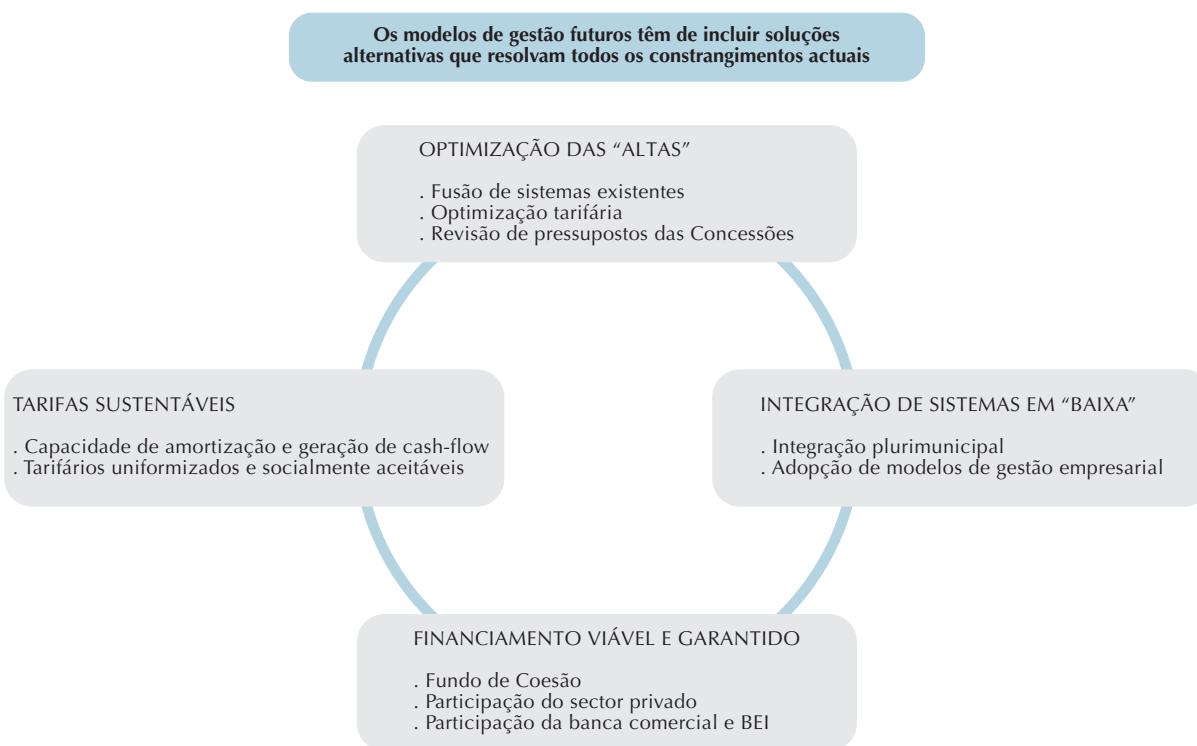 Os modelos de gestão futuros têm de incluir soluções
alternativas que resolvam todos os constrangimentos actuais
OPTIMIZAÇÃO DAS “ALTAS”
. Fusão de sistemas existentes
. Optimização tarifária
. Revisão de pressupostos das Concessões
TARIFAS SUSTENTÁVEIS
. Capacidade de amortização e geração de cash-flow
. Tarifários uniformizados e socialmente aceitáveis
INTEGRAÇÃO DE SISTEMAS EM “BAIXA”
. Integração plurimunicipal
. Adopção de modelos de gestão empresarial
FINANCIAMENTO VIÁVEL E GARANTIDO
. Fundo de Coesão
. Participação do sector privado
. Participação da banca comercial e BEI